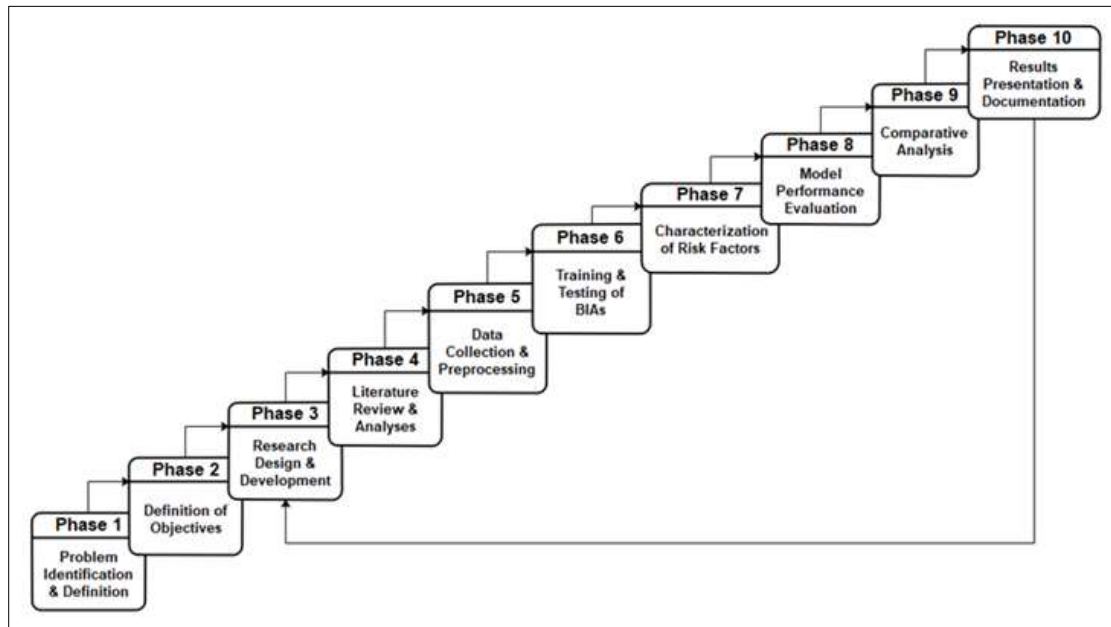 Phase 1
Problem
Identification
& Definition
Phase 2
Definition of
Objectives
Phase 3
Research
Design &
Development
Phase 4
Literature
Review &
Analyses
Phase 5
Data
Collection &
Preprocessing
Phase 6
Training &
Testing of
BIAs
Phase 7
Characterization
of Risk Factors
Phase 8
Model
Performance
Evaluation
Phase 9
Comparative
Analysis
Phase 10
Results
Presentation &
Documentation